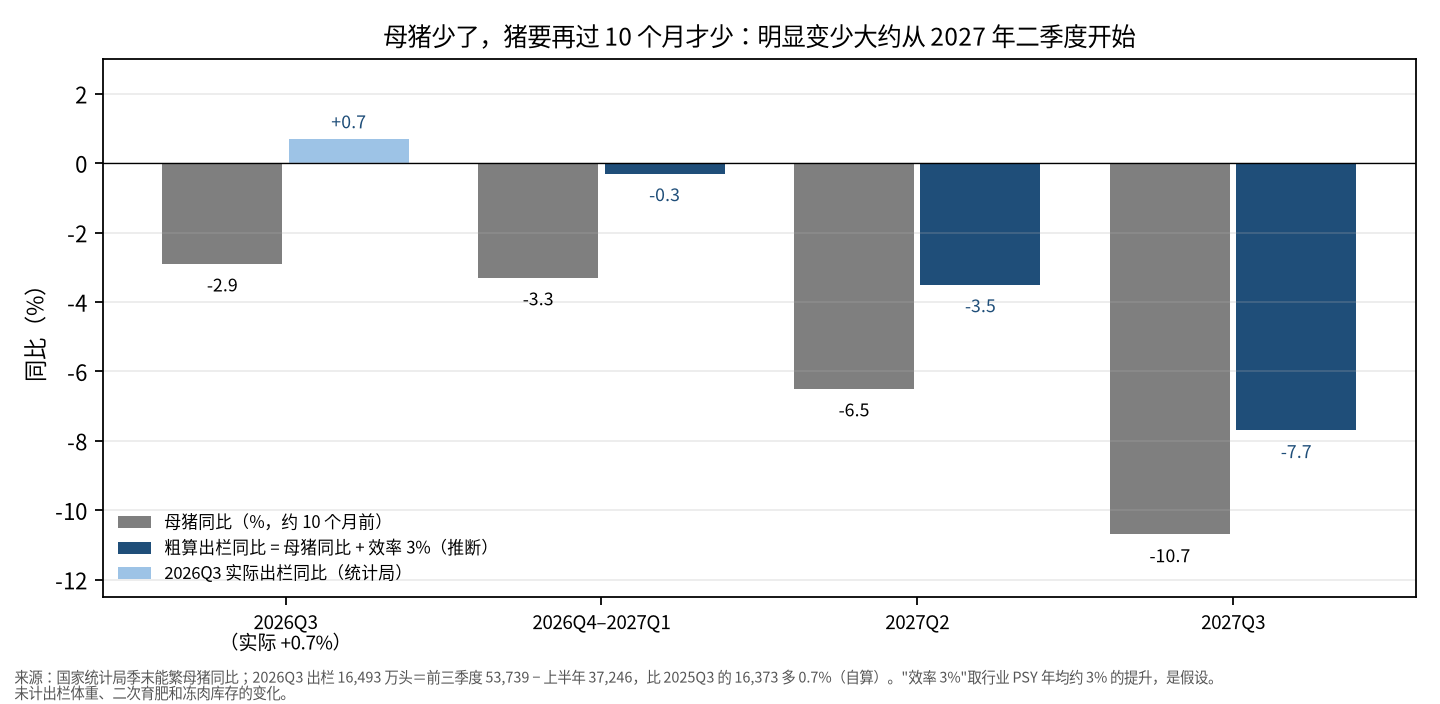 母猪少了，猪要再过 10 个月才少：明显变少大约从 2027 年二季度开始
同比（%）
2
0
-2
-4
-6
-8
-10
-12
+0.7
-2.9
-0.3
-3.3
-3.5
-6.5
-7.7
-10.7
母猪同比（%，约 10 个月前）
粗算出栏同比 = 母猪同比 + 效率 3%（推断）
2026Q3 实际出栏同比（统计局）
2026Q3
（实际 +0.7%）
2026Q4–2027Q1
2027Q2
2027Q3
来源：国家统计局季末能繁母猪同比；2026Q3 出栏 16,493 万头＝前三季度 53,739 − 上半年 37,246，比 2025Q3 的 16,373 多 0.7%（自算）。"效率 3%"取行业 PSY 年均约 3% 的提升，是假设。
未计出栏体重、二次育肥和冻肉库存的变化。